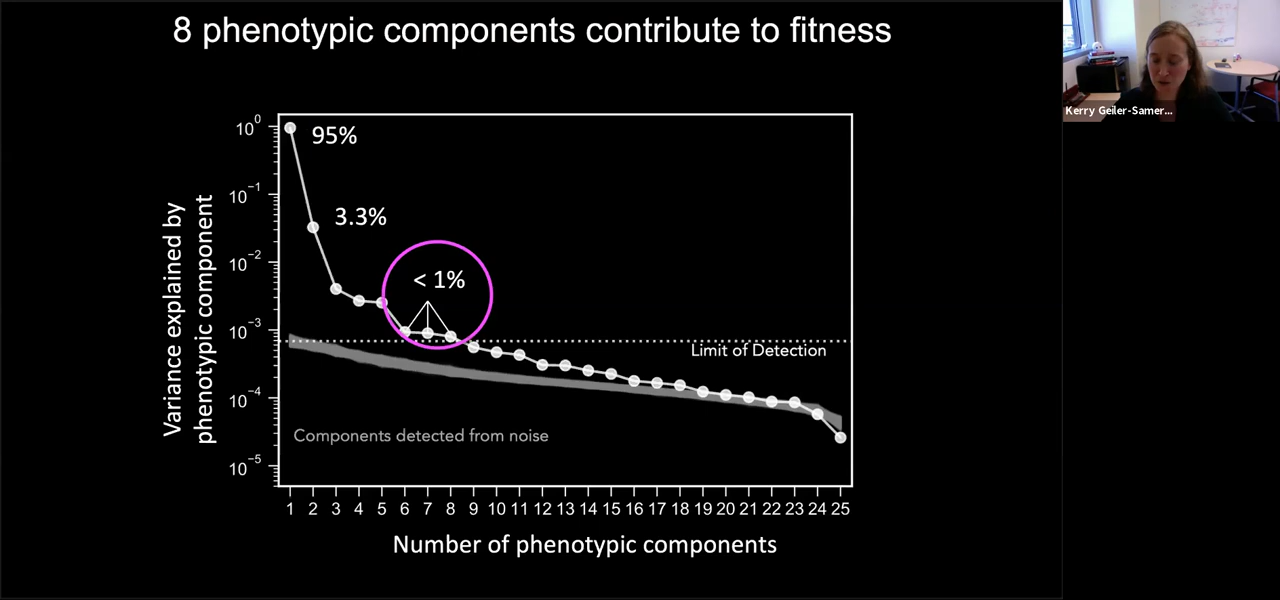 8 phenotypic components contribute to fitness
Kerry Geiler-Samer...
Variance explained by
phenotypic component
10^0
10^-1
10^-2
10^-3
10^-4
10^-5
95%
3.3%
< 1%
Limit of Detection
Components detected from noise
1 2 3 4 5 6 7 8 9 10 11 12 13 14 15 16 17 18 19 20 21 22 23 24 25
Number of phenotypic components